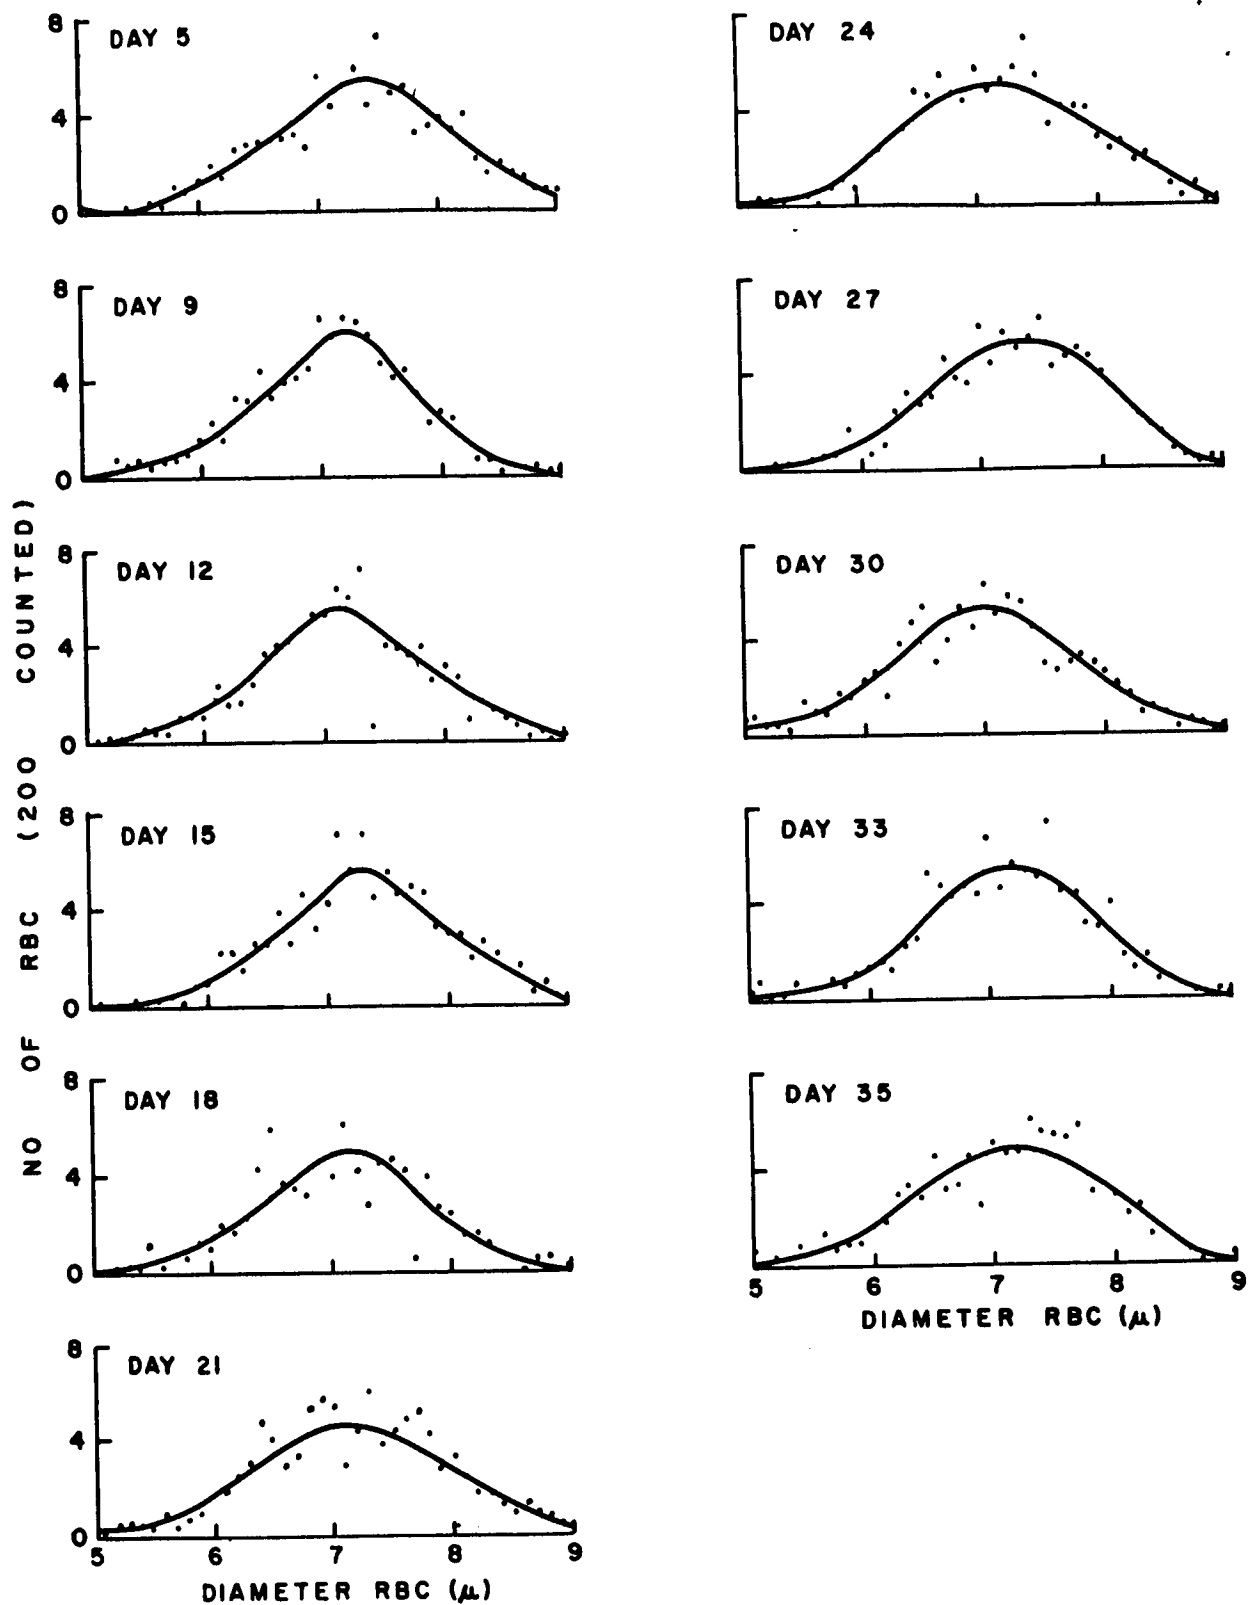 NO OF RBC (200 COUNTED)
8
DAY 5
4
0
8
DAY 9
4
0
8
DAY 12
4
0
8
DAY 15
4
0
8
DAY 18
4
0
8
DAY 21
4
0
5 6 7 8 9
DIAMETER RBC (μ)
DAY 24
DAY 27
DAY 30
DAY 33
DAY 35
5 6 7 8 9
DIAMETER RBC (μ)